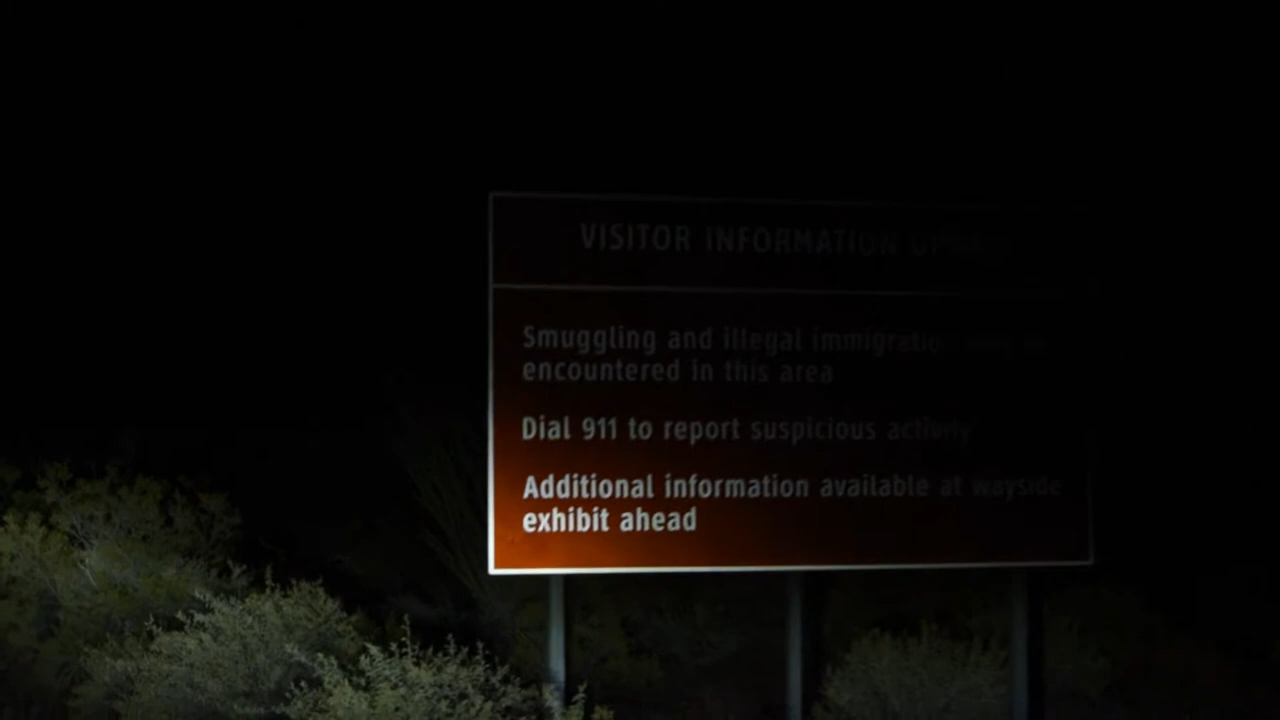 VISITOR INFORMATION
Smuggling and illegal immigration
encountered in this area
Dial 911 to report suspicious activity
Additional information available at wayside
exhibit ahead